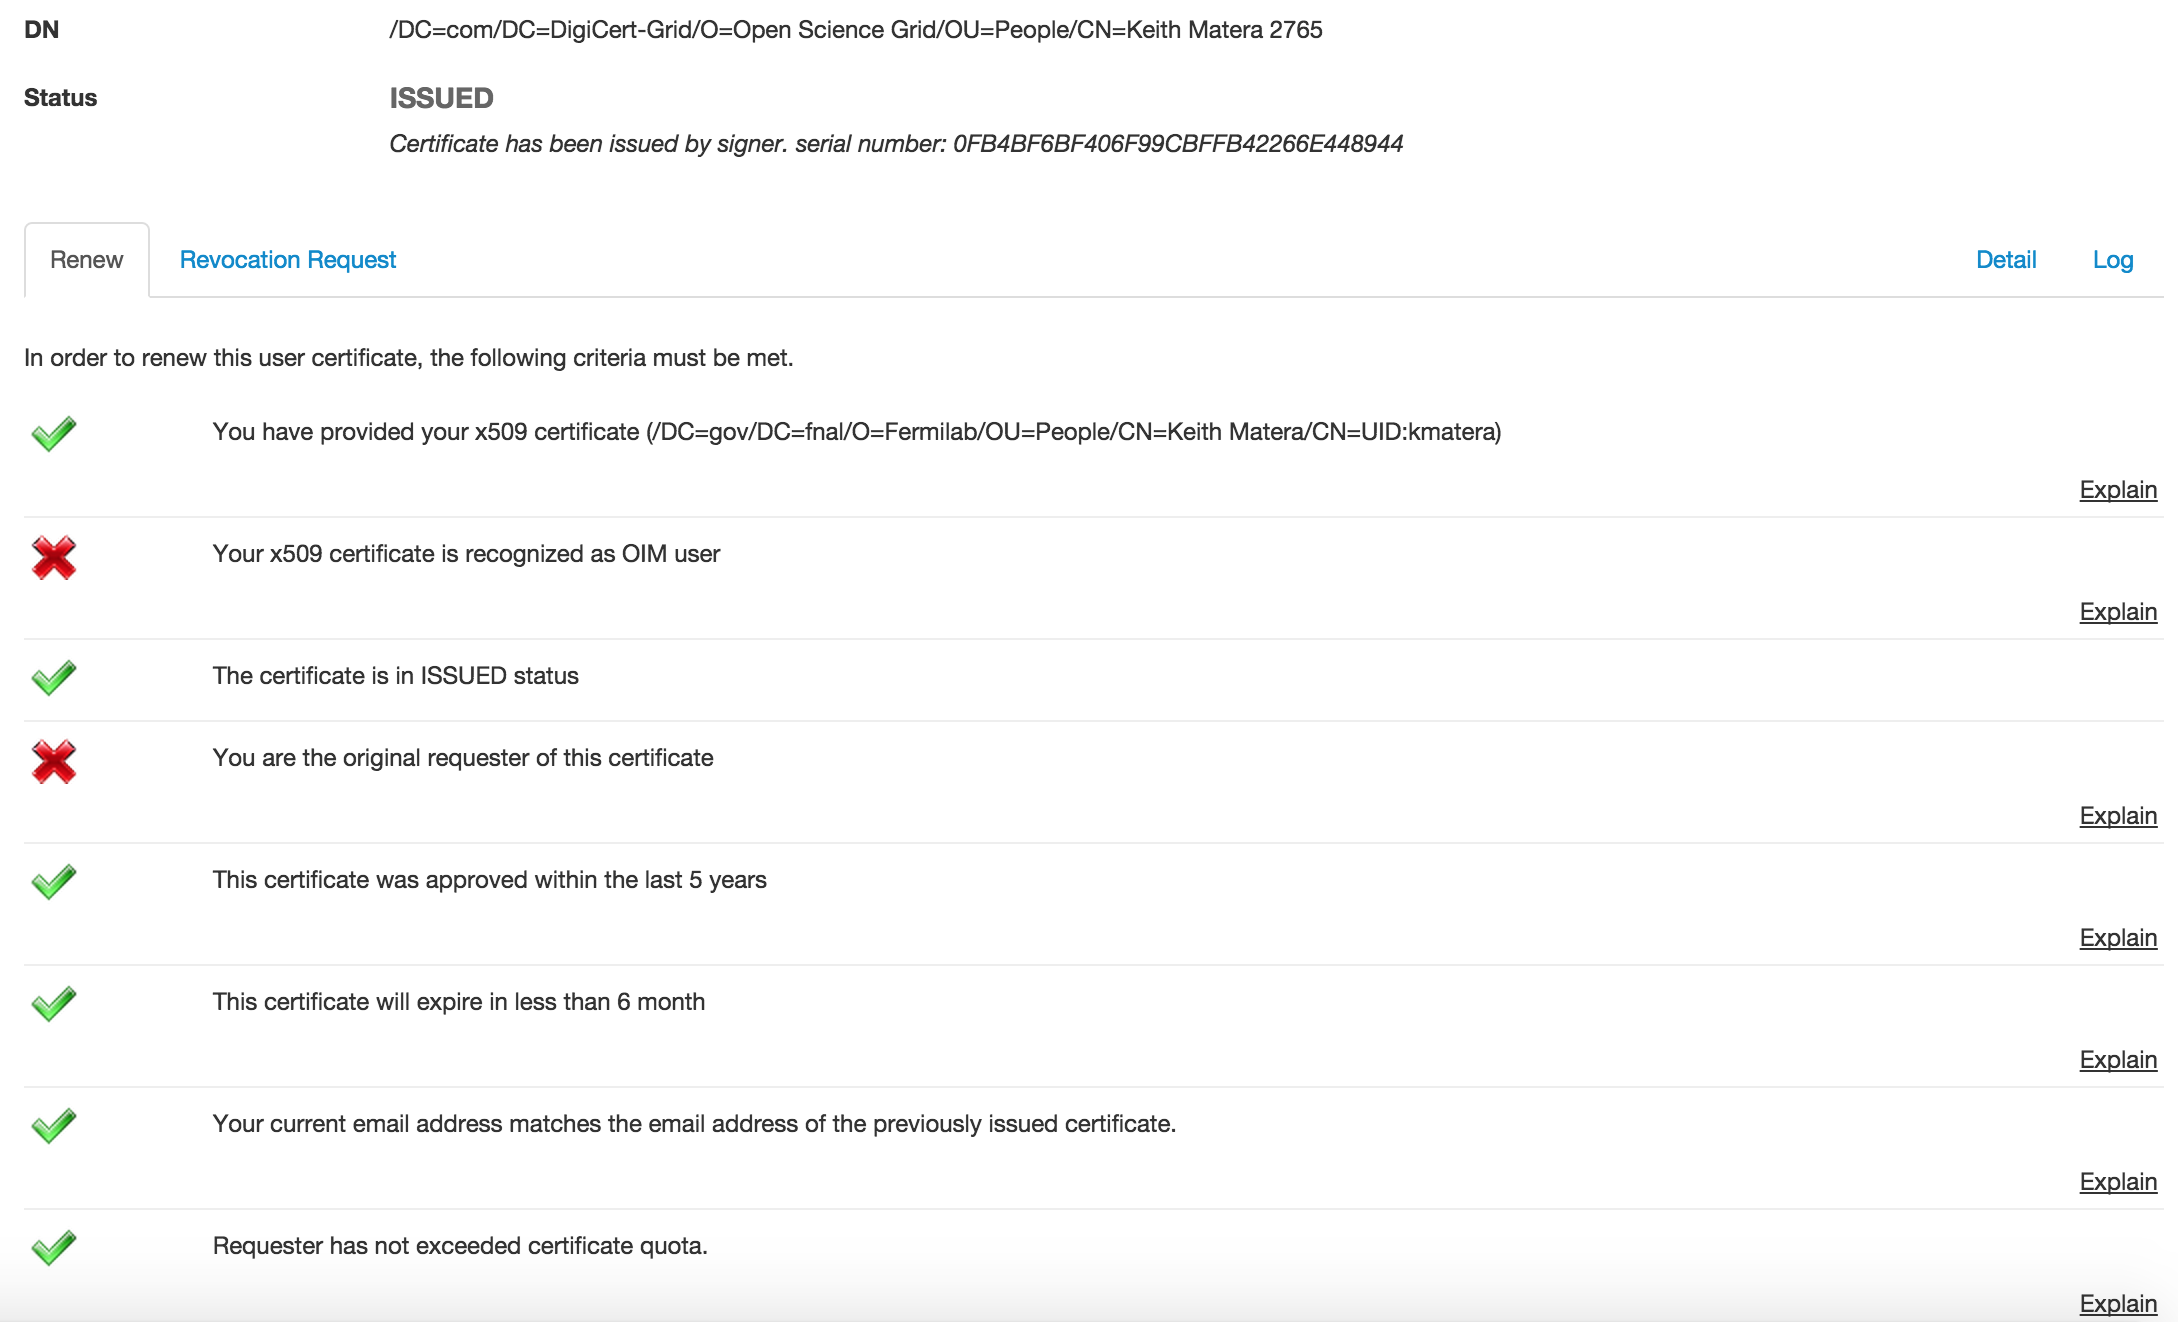 DN /DC=com/DC=DigiCert-Grid/O=Open Science Grid/OU=People/CN=Keith Matera 2765
Status ISSUED
Certificate has been issued by signer. serial number: 0FB4BF6BF406F99CBFFB42266E448944
Renew Revocation Request Detail Log
In order to renew this user certificate, the following criteria must be met.
You have provided your x509 certificate (/DC=gov/DC=fnal/O=Fermilab/OU=People/CN=Keith Matera/CN=UID:kmatera)
Explain
Your x509 certificate is recognized as OIM user
Explain
The certificate is in ISSUED status
You are the original requester of this certificate
Explain
This certificate was approved within the last 5 years
Explain
This certificate will expire in less than 6 month
Explain
Your current email address matches the email address of the previously issued certificate.
Explain
Requester has not exceeded certificate quota.
Explain